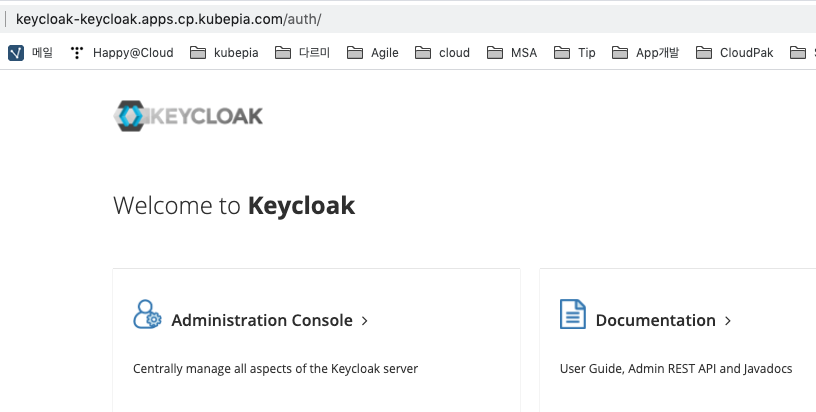 keycloak-keycloak.apps.cp.kubepia.com/auth/
메일 Happy@Cloud kubepia 다르미 Agile cloud MSA Tip App개발 CloudPak
KEYCLOAK
Welcome to Keycloak
Administration Console >
Documentation >
Centrally manage all aspects of the Keycloak server
User Guide, Admin REST API and Javadocs